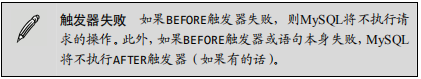 触发器失败 如果BEFORE触发器失败，则MySQL将不执行请
求的操作。此外，如果BEFORE触发器或语句本身失败，MySQL
将不执行AFTER触发器（如果有的话）。